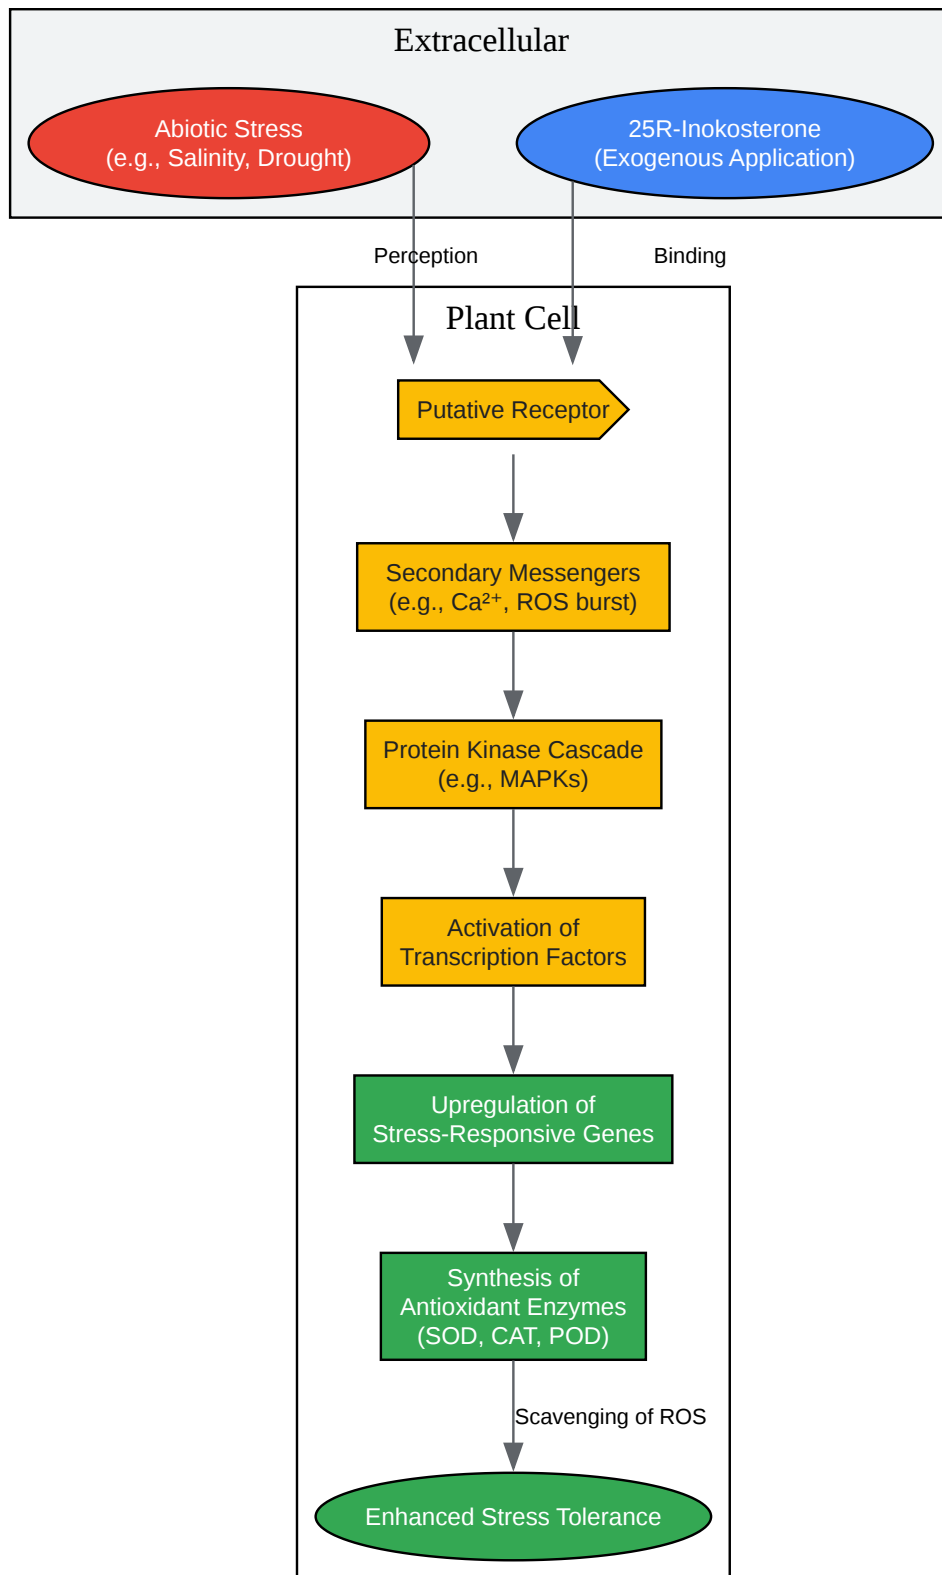 Extracellular
Abiotic Stress
(e.g., Salinity, Drought)
25R-Inokosterone
(Exogenous Application)
Perception
Binding
Plant Cell
Putative Receptor
Secondary Messengers
(e.g., Ca²⁺, ROS burst)
Protein Kinase Cascade
(e.g., MAPKs)
Activation of
Transcription Factors
Upregulation of
Stress-Responsive Genes
Synthesis of
Antioxidant Enzymes
(SOD, CAT, POD)
Scavenging of ROS
Enhanced Stress Tolerance